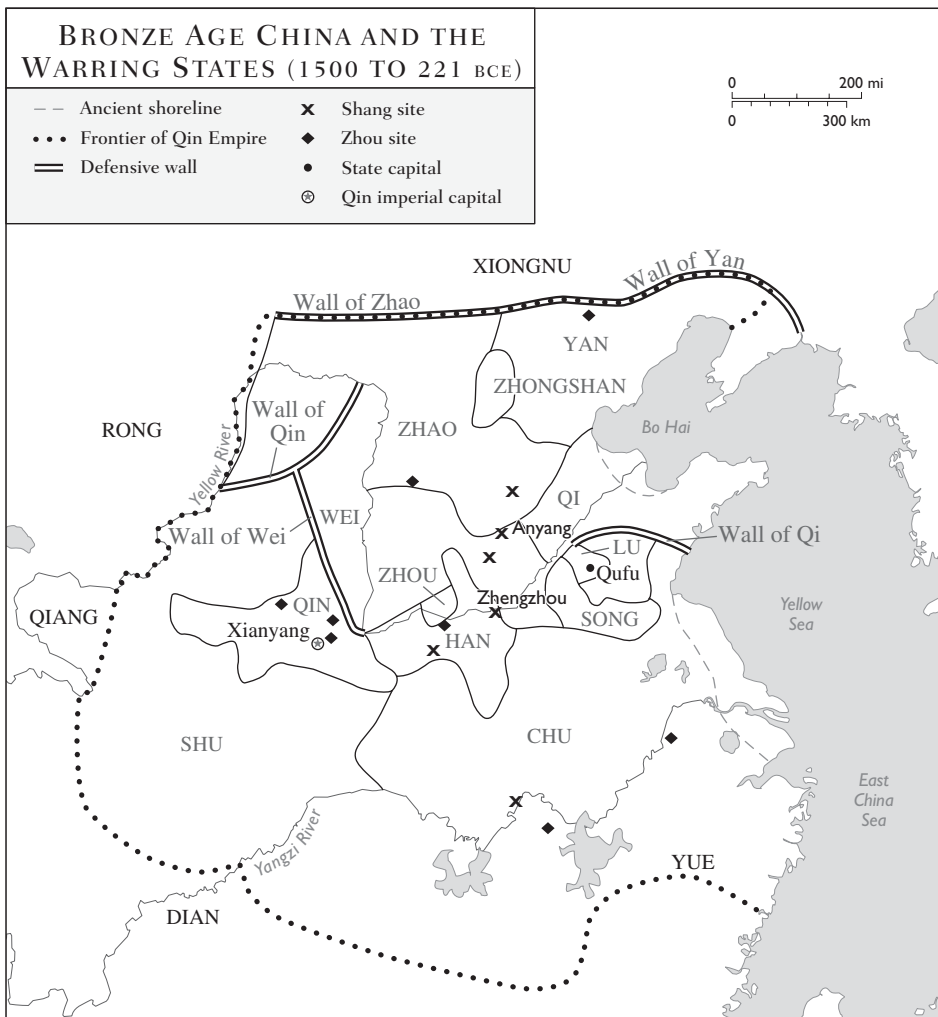 BRONZE AGE CHINA AND THE
WARRING STATES (1500 TO 221 BCE)
Ancient shoreline
Frontier of Qin Empire
Defensive wall
Shang site
Zhou site
State capital
Qin imperial capital
0 200 mi
0 300 km
XIONGNU
Wall of Yan
Wall of Zhao
YAN
ZHONGSHAN
Wall of
Qin
RONG
ZHAO
Bo Hai
Yellow River
QI
WEI
Anyang
Wall of Wei
Wall of Qi
LU
Qufu
ZHOU
Zhengzhou
QIANG
QIN
SONG
Yellow
Sea
Xianyang
HAN
SHU
CHU
East
China
Sea
Yangzi River
YUE
DIAN